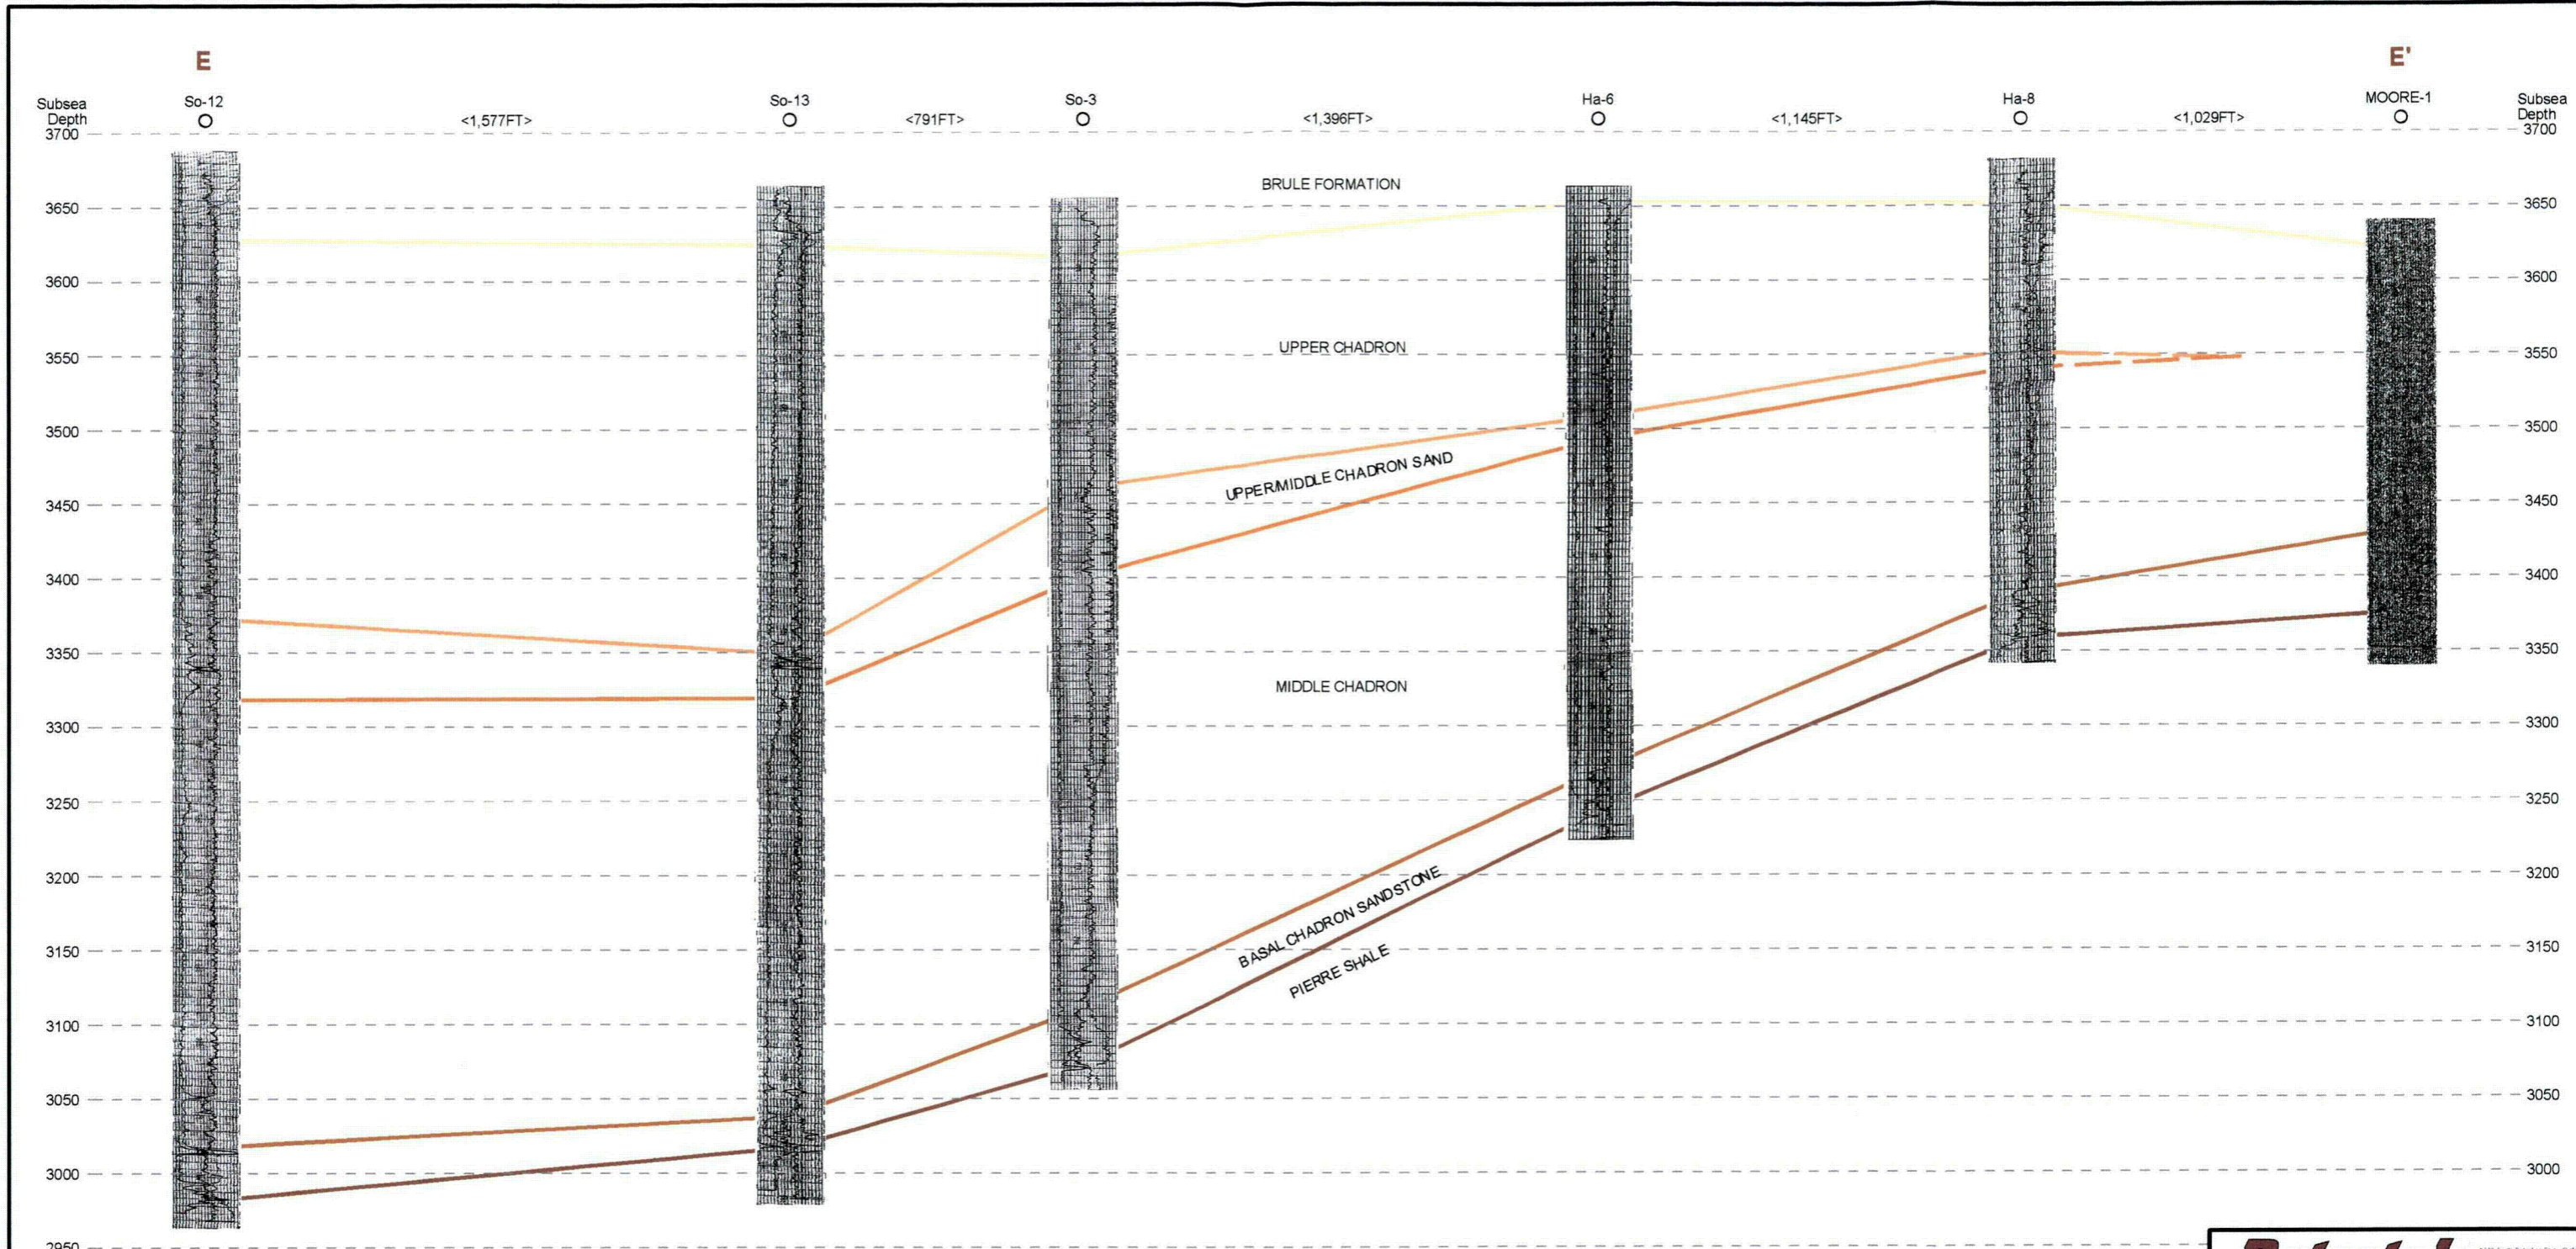 E E'
So-12 So-13 So-3 Ha-6 Ha-8 MOORE-1
Subsea Depth Subsea Depth
<1,577FT> <791FT> <1,396FT> <1,145FT> <1,029FT>
3700 3700
BRULE FORMATION
3650 3650
3600 3600
UPPER CHADRON
3550 3550
3500 3500
UPPER/MIDDLE CHADRON SAND
3450 3450
3400 3400
3350 3350
MIDDLE CHADRON
3300 3300
3250 3250
3200 3200
BASAL CHADRON SANDSTONE
3150 3150
PIERRE SHALE
3100 3100
3050 3050
3000 3000
2950